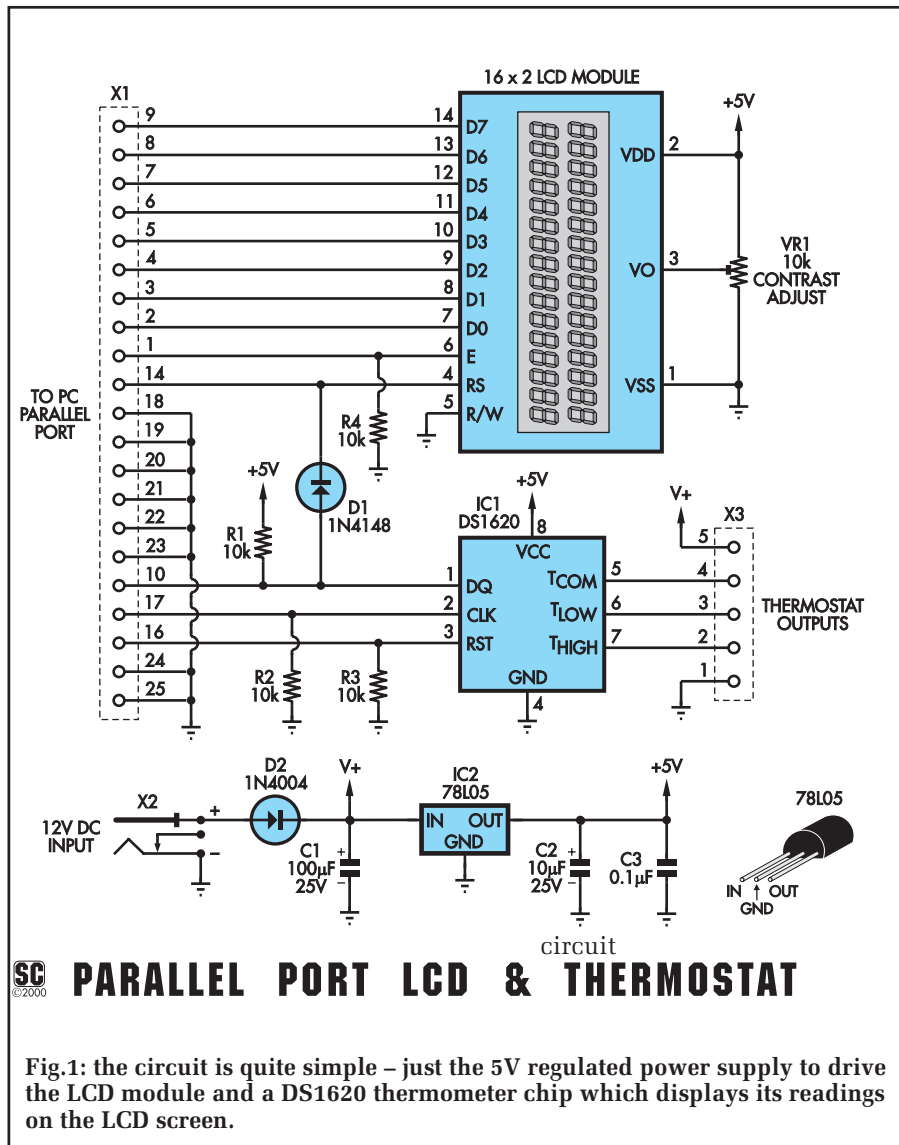 16 x 2 LCD MODULE
X1
+5V
9
14
D7
8
13
D6
VDD
2
7
12
D5
6
11
D4
5
10
D3
VR1
10k
CONTRAST
ADJUST
4
9
D2
VO
3
3
8
D1
2
7
D0
1
6
E
14
4
RS
VSS
1
TO PC
PARALLEL
PORT
18
5
R/W
19
R4
10k
20
+5V
21
D1
1N4148
+5V
V+
22
R1
10k
IC1
DS1620
8
X3
23
VCC
5
10
1
DQ
TCOM
5
4
17
2
CLK
TLOW
6
3
THERMOSTAT
OUTPUTS
16
3
RST
THIGH
7
2
24
R2
10k
R3
10k
GND
1
25
4
D2
1N4004
V+
IC2
78L05
+5V
X2
78L05
12V DC
INPUT
+
–
IN
OUT
GND
C1
100µF
25V
+
–
C2
10µF
25V
+
–
C3
0.1µF
IN
OUT
GND
circuit
SC
©2000
PARALLEL PORT LCD & THERMOSTAT
Fig.1: the circuit is quite simple – just the 5V regulated power supply to drive
the LCD module and a DS1620 thermometer chip which displays its readings
on the LCD screen.